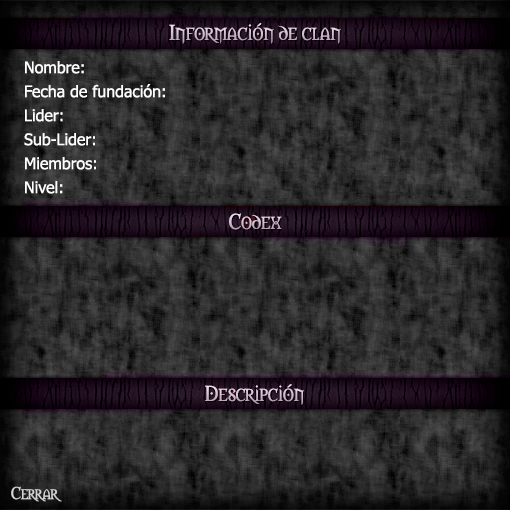 Información de clan
Nombre:
Fecha de fundación:
Lider:
Sub-Lider:
Miembros:
Nivel:
Codex
Descripción
Cerrar